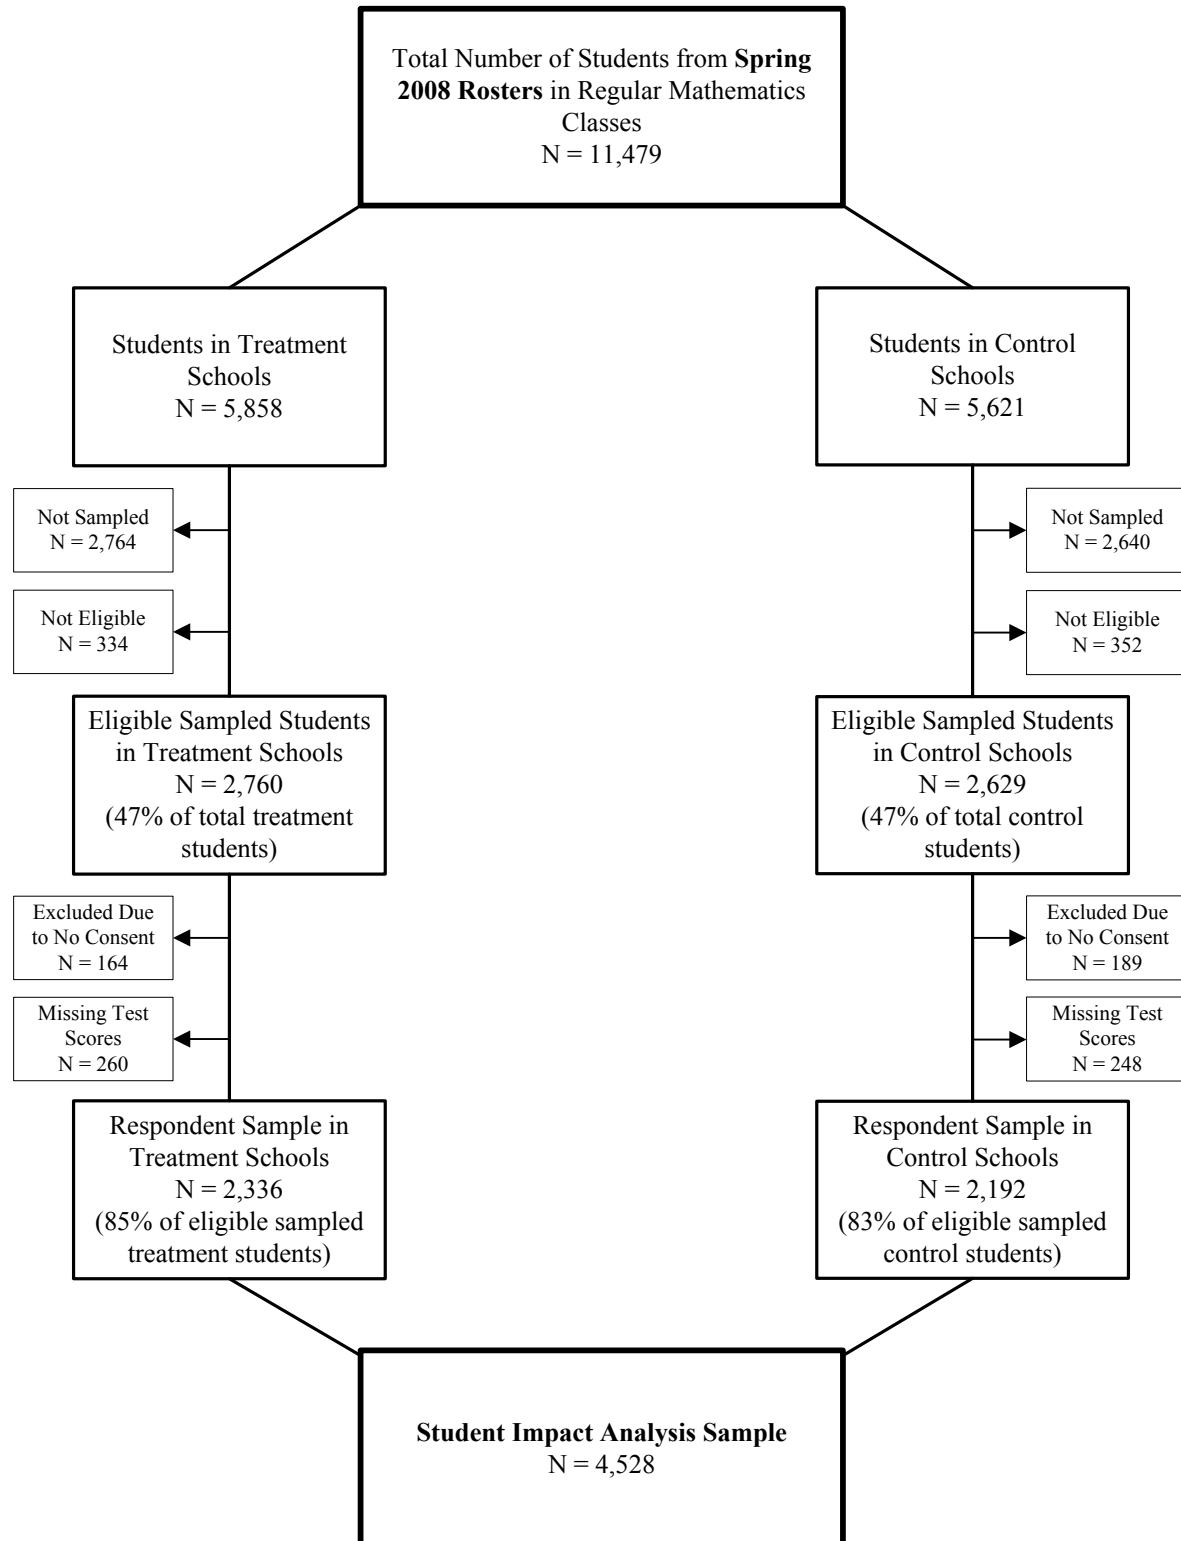 Total Number of Students from Spring
2008 Rosters in Regular Mathematics
Classes
N = 11,479
Students in Treatment
Schools
N = 5,858
Students in Control
Schools
N = 5,621
Not Sampled
N = 2,764
Not Sampled
N = 2,640
Not Eligible
N = 334
Not Eligible
N = 352
Eligible Sampled Students
in Treatment Schools
N = 2,760
(47% of total treatment
students)
Eligible Sampled Students
in Control Schools
N = 2,629
(47% of total control
students)
Excluded Due
to No Consent
N = 164
Excluded Due
to No Consent
N = 189
Missing Test
Scores
N = 260
Missing Test
Scores
N = 248
Respondent Sample in
Treatment Schools
N = 2,336
(85% of eligible sampled
treatment students)
Respondent Sample in
Control Schools
N = 2,192
(83% of eligible sampled
control students)
Student Impact Analysis Sample
N = 4,528